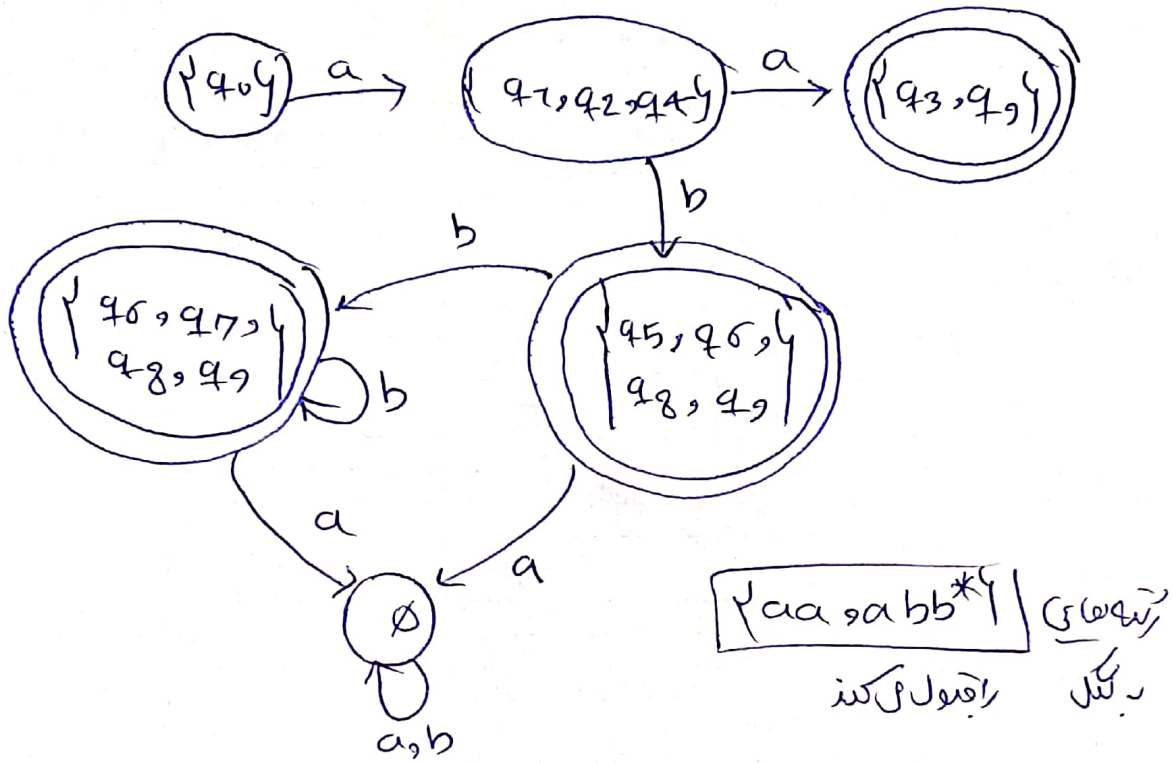 {q0}
a
{q1,q2,q4}
a
{q3,q9}
b
b
{q6,q7,
q8,q9}
b
{q5,q6,
q8,q9}
a
a
∅
a,b
{aa,abb*}
رشته‌های
به شکل
را قبول می‌کند